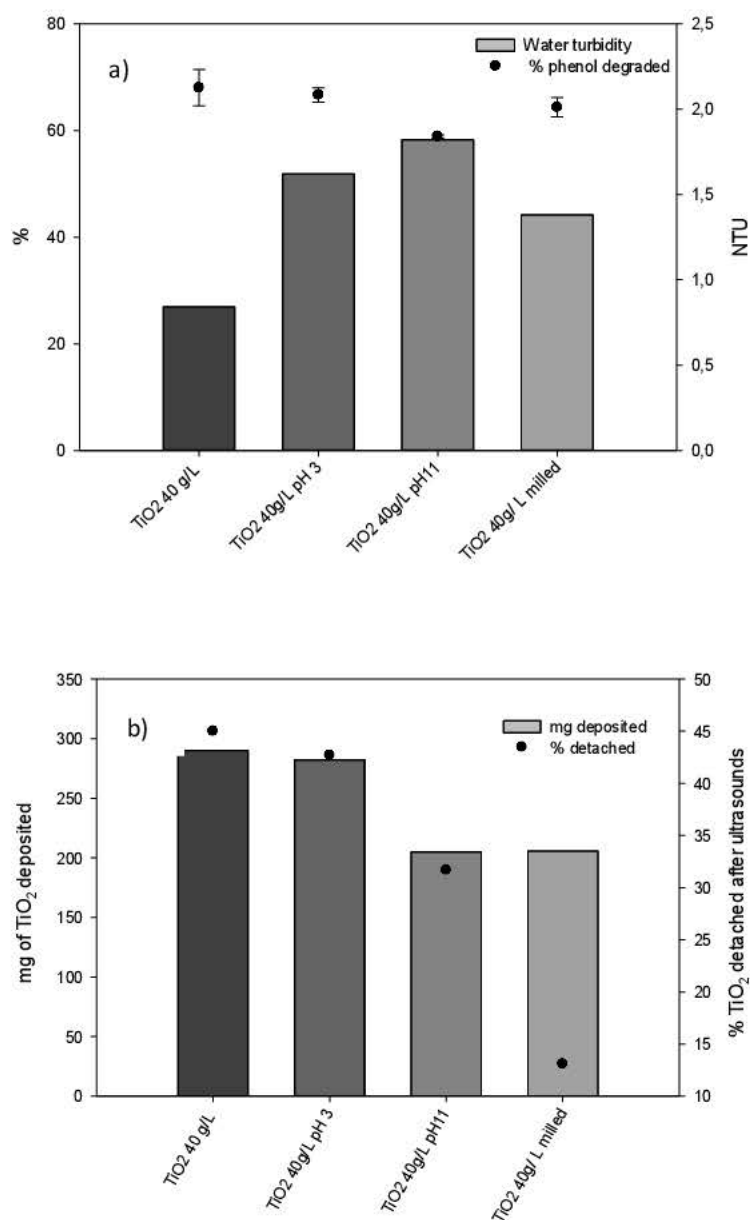 a)
Water turbidity
% phenol degraded
80
60
40
20
0
%
2,5
2,0
1,5
1,0
0,5
0,0
NTU
TiO2 40 g/L
TiO2 40g/L pH 3
TiO2 40g/L pH11
TiO2 40g/ L milled
b)
mg deposited
% detached
350
300
250
200
150
100
50
0
mg of TiO₂ deposited
50
45
40
35
30
25
20
15
10
% TiO₂ detached after ultrasounds
TiO2 40 g/L
TiO2 40g/L pH 3
TiO2 40g/L pH11
TiO2 40g/ L milled